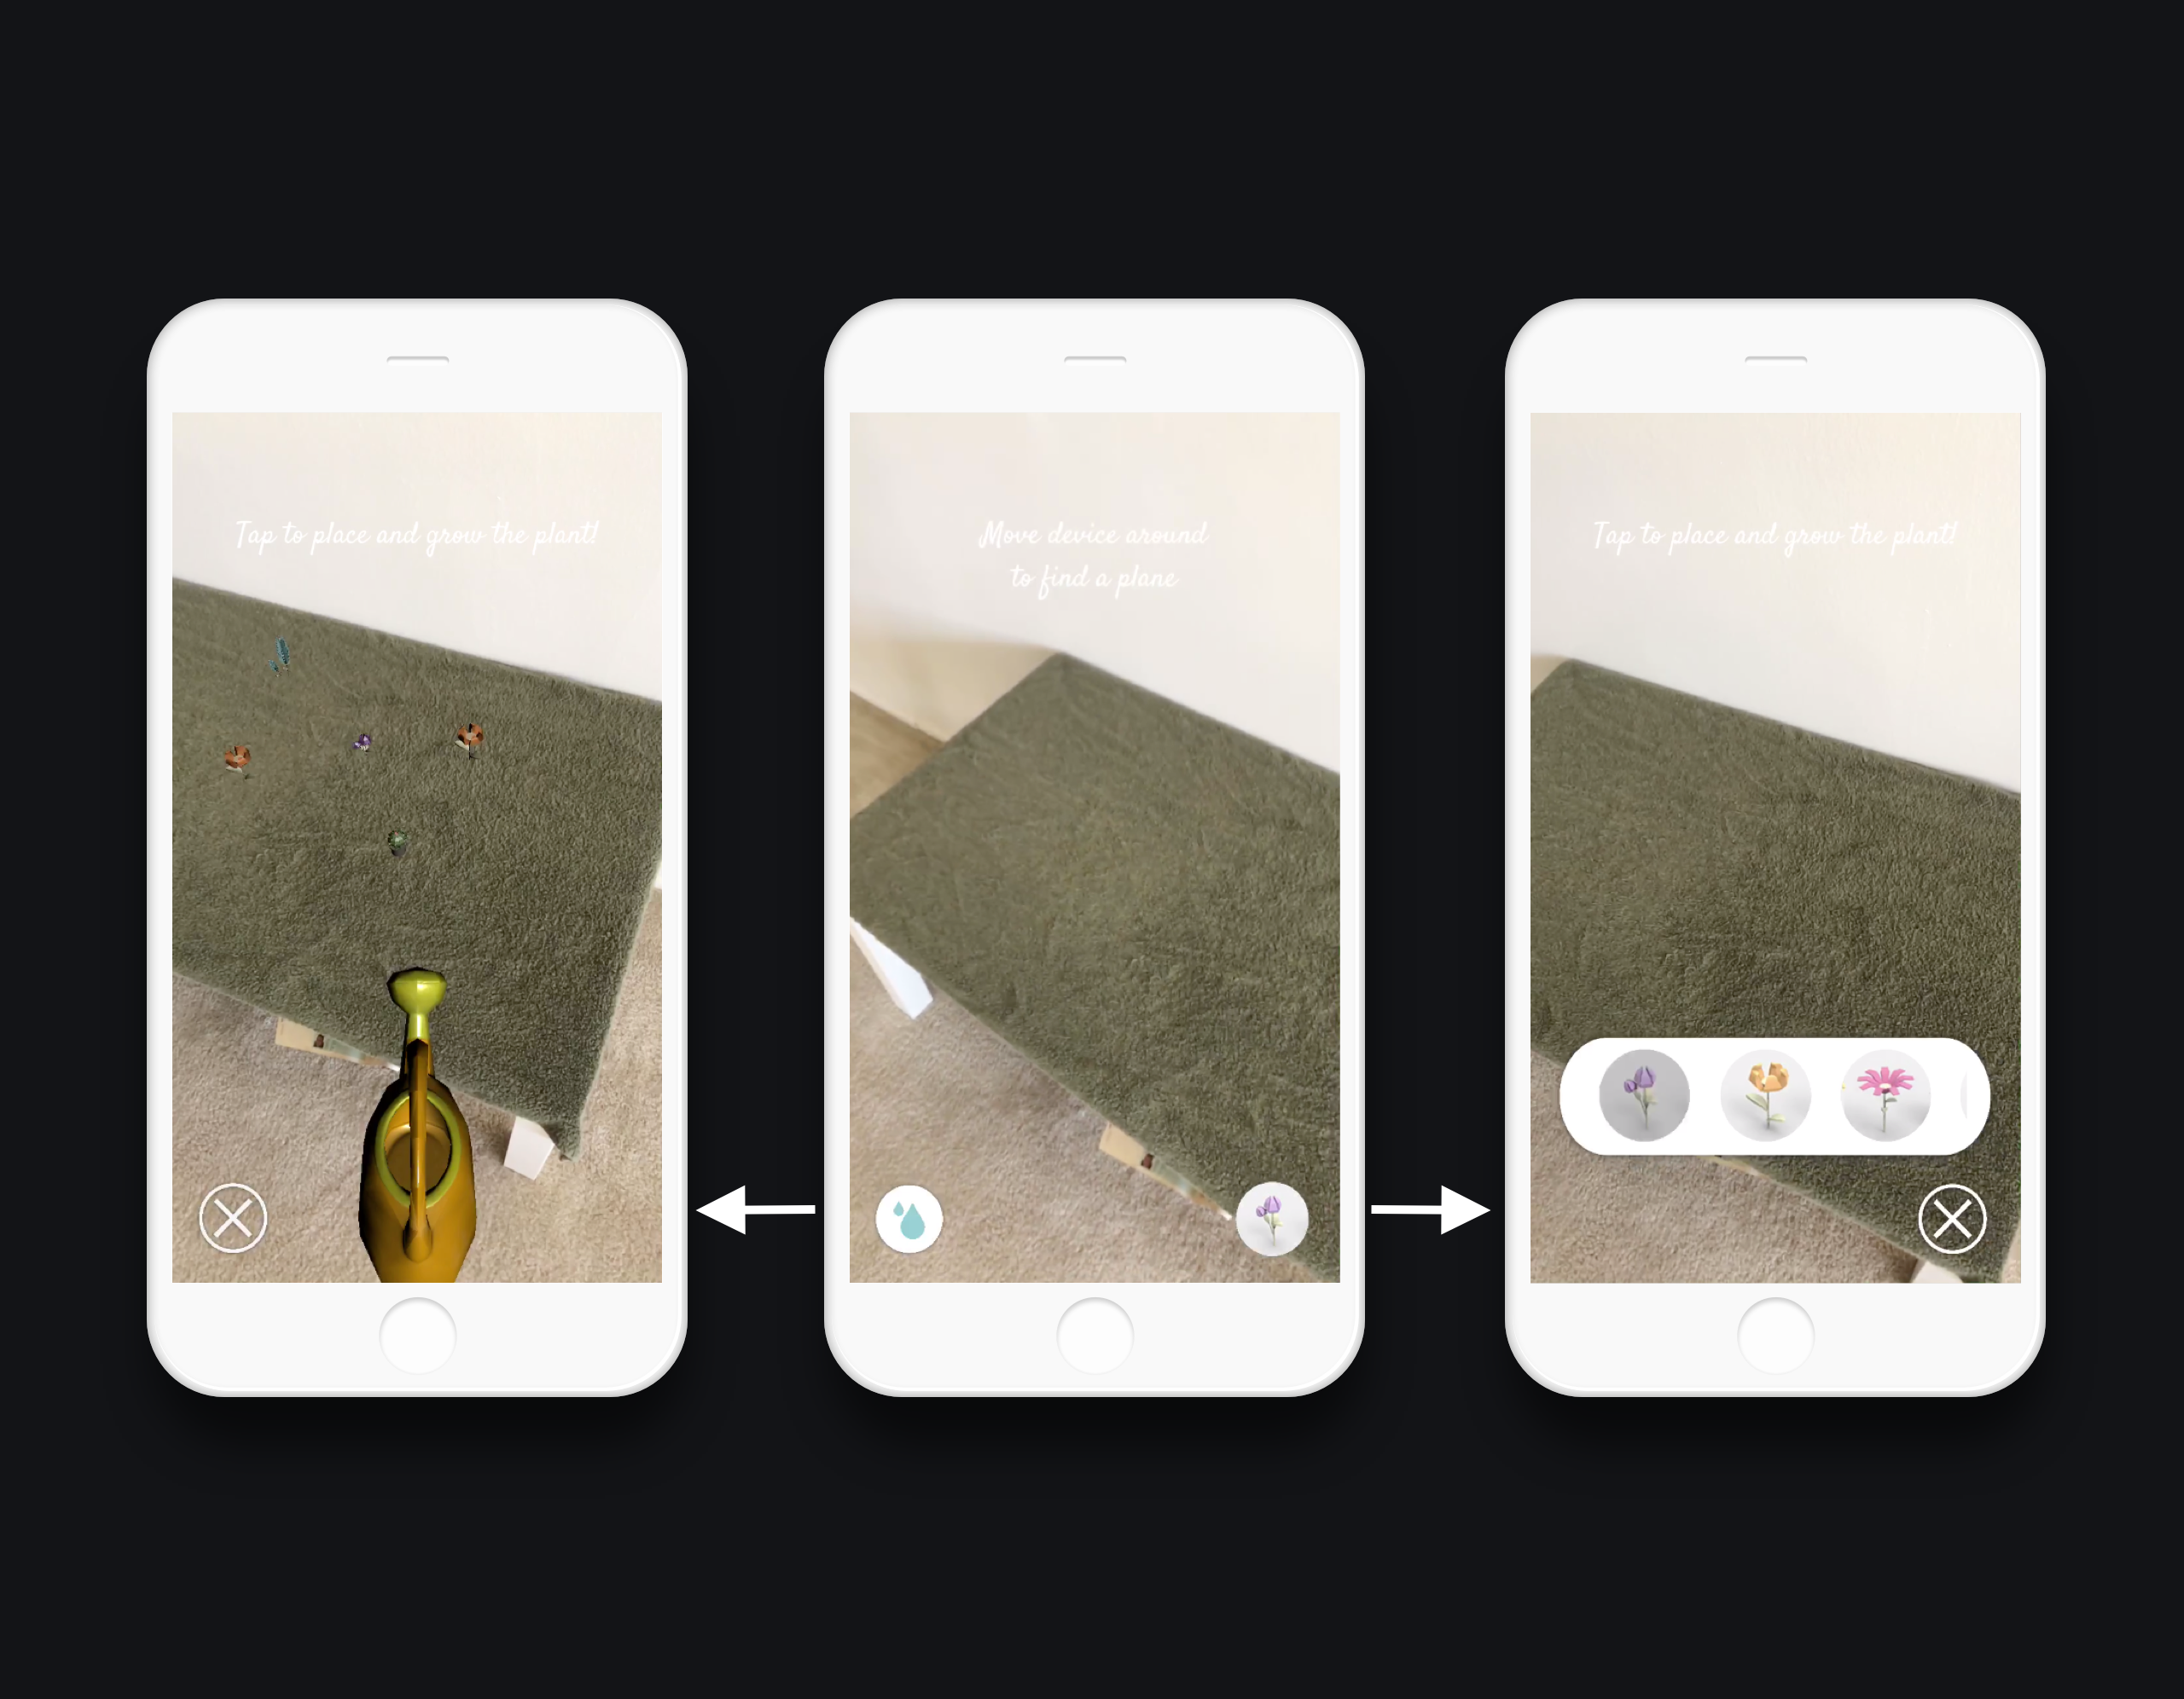 Tap to place and grow the plant!
Move device around
to find a plane
Tap to place and grow the plant!